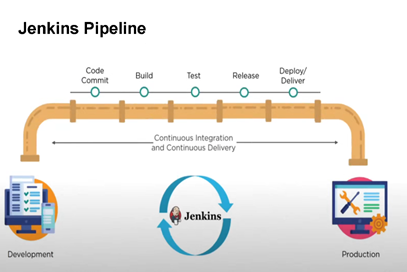 Jenkins Pipeline
Code
Commit
Build
Test
Release
Deploy/
Deliver
Continuous Integration
and Continuous Delivery
Jenkins
Development
Production